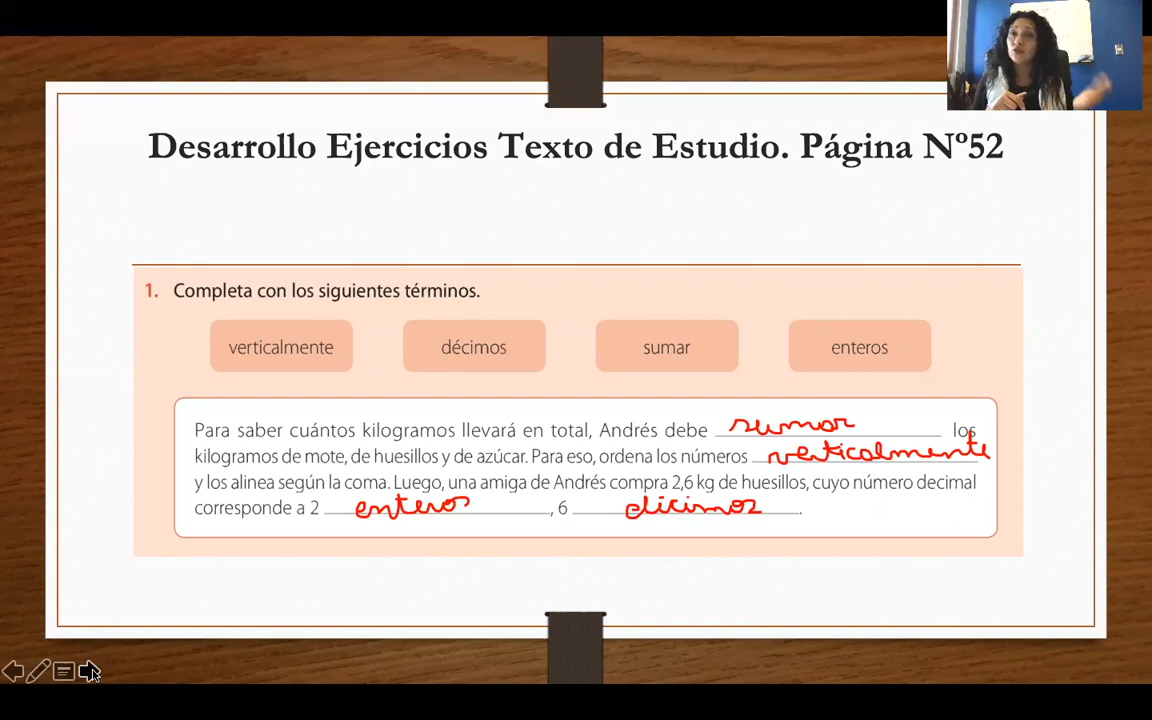 Desarrollo Ejercicios Texto de Estudio. Página Nº52
1. Completa con los siguientes términos.
verticalmente décimos sumar enteros
Para saber cuántos kilogramos llevará en total, Andrés debe sumar los
kilogramos de mote, de huesillos y de azúcar. Para eso, ordena los números verticalmente
y los alinea según la coma. Luego, una amiga de Andrés compra 2,6 kg de huesillos, cuyo número decimal
corresponde a 2 enteros, 6 dicimos.